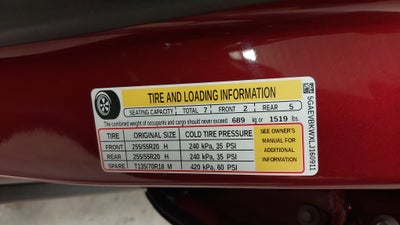 TIRE AND LOADING INFORMATION
SEATING CAPACITY TOTAL 7 FRONT 2 REAR 5
The combined weight of occupants and cargo should never exceed 689 kg or 1519 lbs.
TIRE ORIGINAL SIZE COLD TIRE PRESSURE
FRONT 255/55R20 H 240 kPa, 35 PSI
REAR 255/55R20 H 240 kPa, 35 PSI
SPARE T135/70R18 M 420 kPa, 60 PSI
SEE OWNER'S
MANUAL FOR
ADDITIONAL
INFORMATION
5GAEVBKWXLJ160911